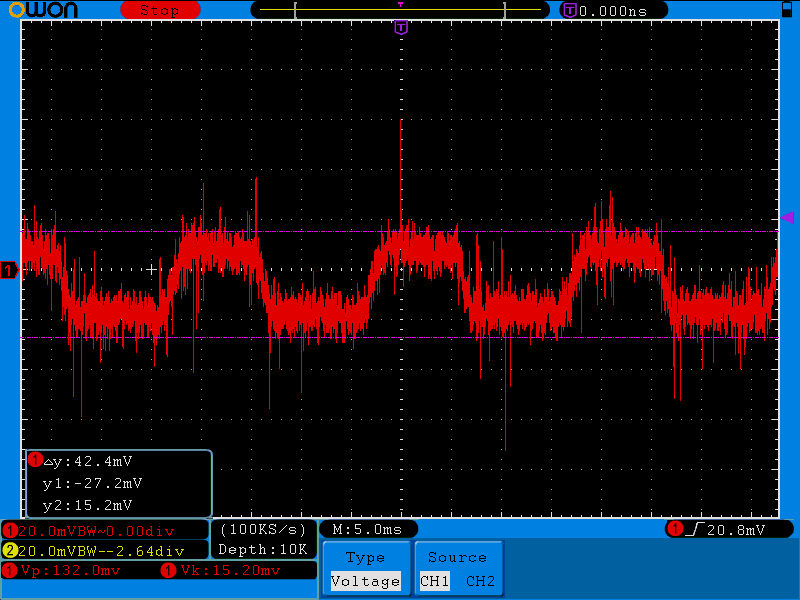 OWON Stop T 0.000ns
T
1
1 △y:42.4mV
y1:-27.2mV
y2:15.2mV
1 20.0mVBW~0.00div (100KS/s) M:5.0ms 1 20.8mV
2 20.0mVBW--2.64div Depth:10K
1 Vp:132.0mv 1 Vk:15.20mv
Type Source
Voltage CH1 CH2